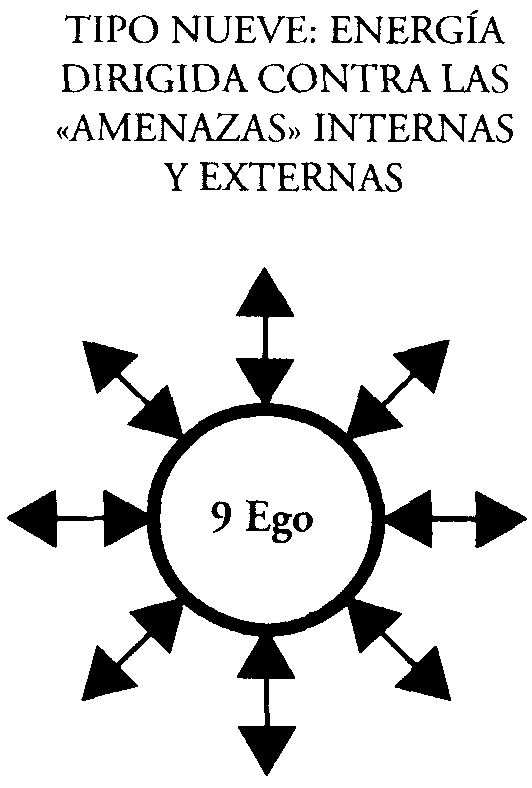 TIPO NUEVE: ENERGÍA
DIRIGIDA CONTRA LAS
«AMENAZAS» INTERNAS
Y EXTERNAS
9 Ego